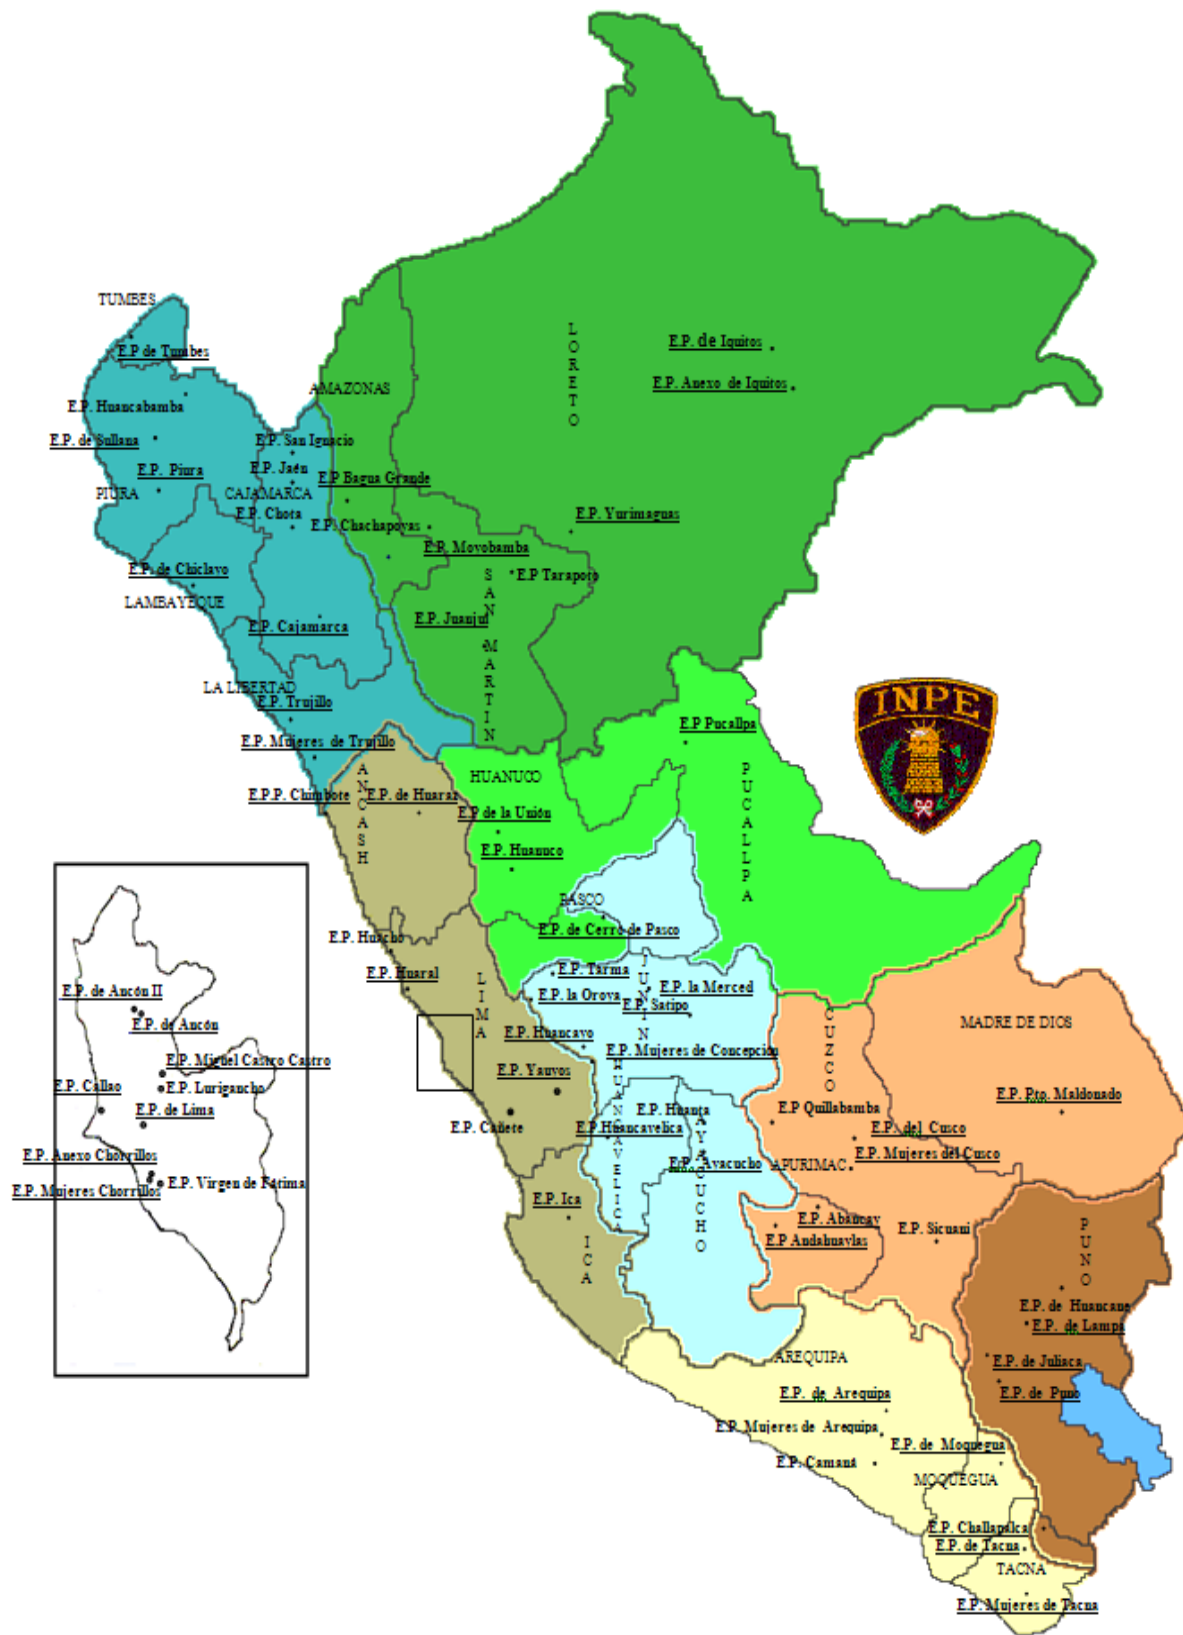 TUMBES
E.P de Tumbes
LORETO
E.P. de Iquitos
AMAZONAS
E.P. Anexo de Iquitos
E.P. Huancabamba
E.P. de Sullana
E.P. San Ignacio
E.P. Piura
E.P. Jaén
E.P Bagua Grande
PIURA
CAJAMARCA
E.P. Chota
E.P. Chachapoyas
E.P. Yurimaguas
E.P. Moyobamba
E.P. de Chiclayo
SAN MARTIN
E.P Tarapoto
LAMBAYEQUE
E.P. Cajamarca
E.P. Juanjui
LA LIBERTAD
E.P. Trujillo
INPE
E.P Pucallpa
E.P. Mujeres de Trujillo
ANCASH
HUANUCO
PUCALLPA
E.P.P. Chimbote
E.P. de Huaraz
E.P de la Unión
E.P. Huanuco
PASCO
E.P. de Cerro de Pasco
E.P. Huacho
E.P. Huaral
LIMA
E.P. Tarma
JUNIN
E.P. la Merced
E.P. la Oroya
E.P. Satipo
CUZCO
MADRE DE DIOS
E.P. de Ancón II
E.P. de Ancón
E.P. Huancayo
E.P. Mujeres de Concepción
E.P. Miguel Castro Castro
E.P. Callao
E.P. Lurigancho
E.P. Yauyos
HUANCAVELICA
E.P. Pto. Maldonado
E.P. de Lima
E.P. Cañete
E.P. Huanta
AYACUCHO
E.P Quillabamba
E.P. del Cusco
E.P.Huancavelica
E.P. Mujeres del Cusco
E.P. Anexo Chorrillos
E.P. Ayacucho
APURIMAC
E.P. Mujeres Chorrillos
E.P. Virgen de Fátima
E.P. Ica
ICA
E.P. Abancay
E.P Andahuaylas
E.P. Sicuani
PUNO
E.P. de Huancane
E.P. de Lampa
AREQUIPA
E.P. de Juliaca
E.P. de Arequipa
E.P. de Puno
E.P. Mujeres de Arequipa
E.P. de Moquegua
E.P. Camaná
MOQUEGUA
E.P. Challapalca
E.P. de Tacna
TACNA
E.P. Mujeres de Tacna